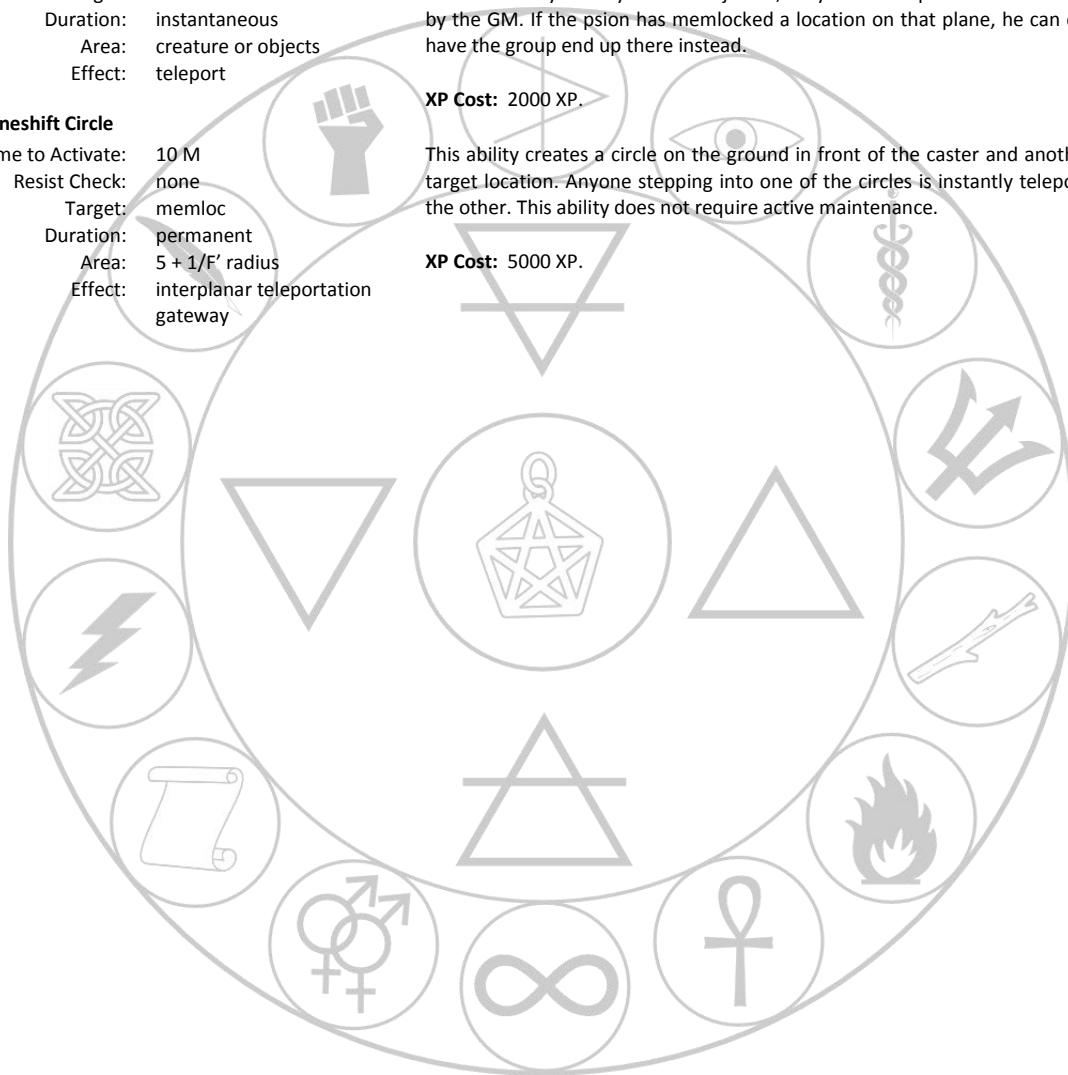 Duration: instantaneous
Area: creature or objects
Effect: teleport
by the GM. If the psion has memlocked a location on that plane, he can
have the group end up there instead.
XP Cost: 2000 XP.
neshift Circle
me to Activate: 10 M
Resist Check: none
Target: memloc
Duration: permanent
Area: 5 + 1/F’ radius
Effect: interplanar teleportation
gateway
This ability creates a circle on the ground in front of the caster and anoth
target location. Anyone stepping into one of the circles is instantly telepo
the other. This ability does not require active maintenance.
XP Cost: 5000 XP.